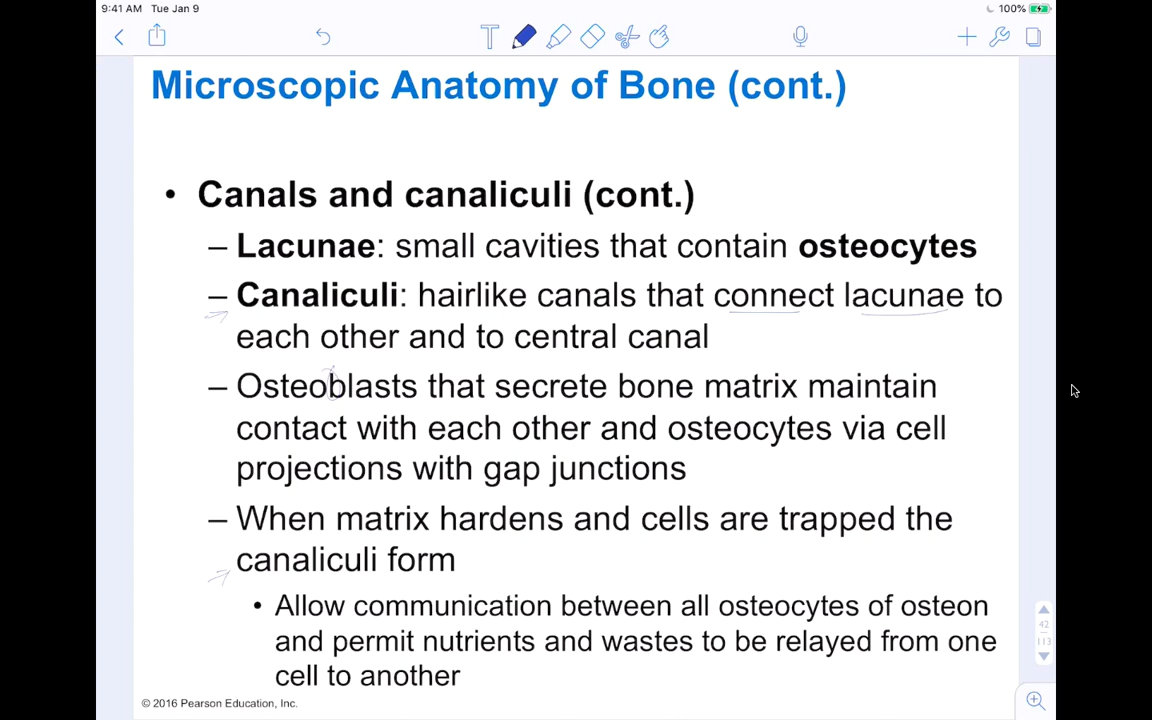 9:41 AM Tue Jan 9
100%
T
Microscopic Anatomy of Bone (cont.)
• Canals and canaliculi (cont.)
– Lacunae: small cavities that contain osteocytes
– Canaliculi: hairlike canals that connect lacunae to
each other and to central canal
– Osteoblasts that secrete bone matrix maintain
contact with each other and osteocytes via cell
projections with gap junctions
– When matrix hardens and cells are trapped the
canaliculi form
• Allow communication between all osteocytes of osteon
and permit nutrients and wastes to be relayed from one
cell to another
42
113
© 2016 Pearson Education, Inc.